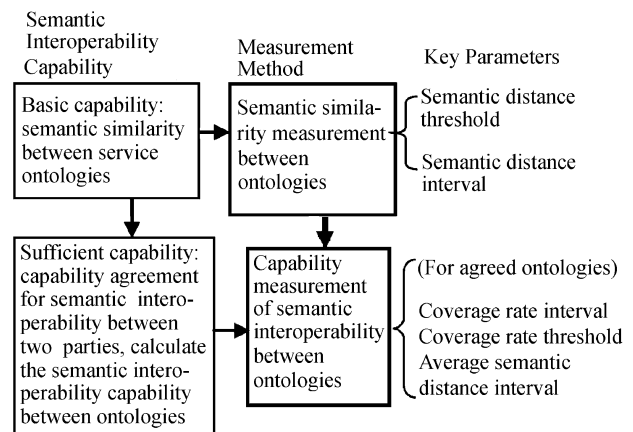 Semantic
Interoperability
Capability
Measurement
Method
Key Parameters
Basic capability:
semantic similarity
between service
ontologies
Semantic simila-
rity measurement
between
ontologies
Semantic distance
threshold
Semantic distance
interval
Sufficient capability:
capability agreement
for semantic intero-
perability between
two parties, calculate
the semantic intero-
perability capability
between ontologies
Capability
measurement
of semantic
interoperability
between
ontologies
(For agreed ontologies)
Coverage rate interval
Coverage rate threshold
Average semantic
distance interval